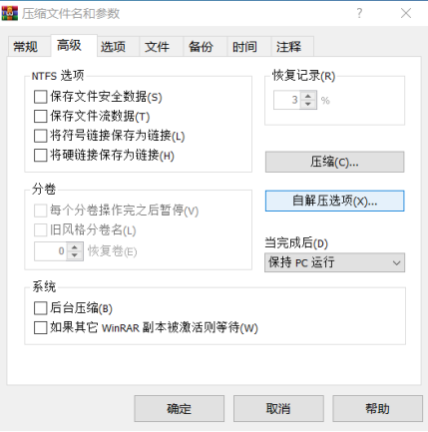 压缩文件名和参数
常规 高级 选项 文件 备份 时间 注释
NTFS 选项
保存文件安全数据(S)
保存文件流数据(T)
将符号链接保存为链接(L)
将硬链接保存为链接(H)
恢复记录(R)
3 %
压缩(C)...
自解压选项(X)...
分卷
每个分卷操作完之后暂停(V)
旧风格分卷名(L)
0 恢复卷(E)
当完成后(D)
保持 PC 运行
系统
后台压缩(B)
如果其它 WinRAR 副本被激活则等待(W)
确定 取消 帮助